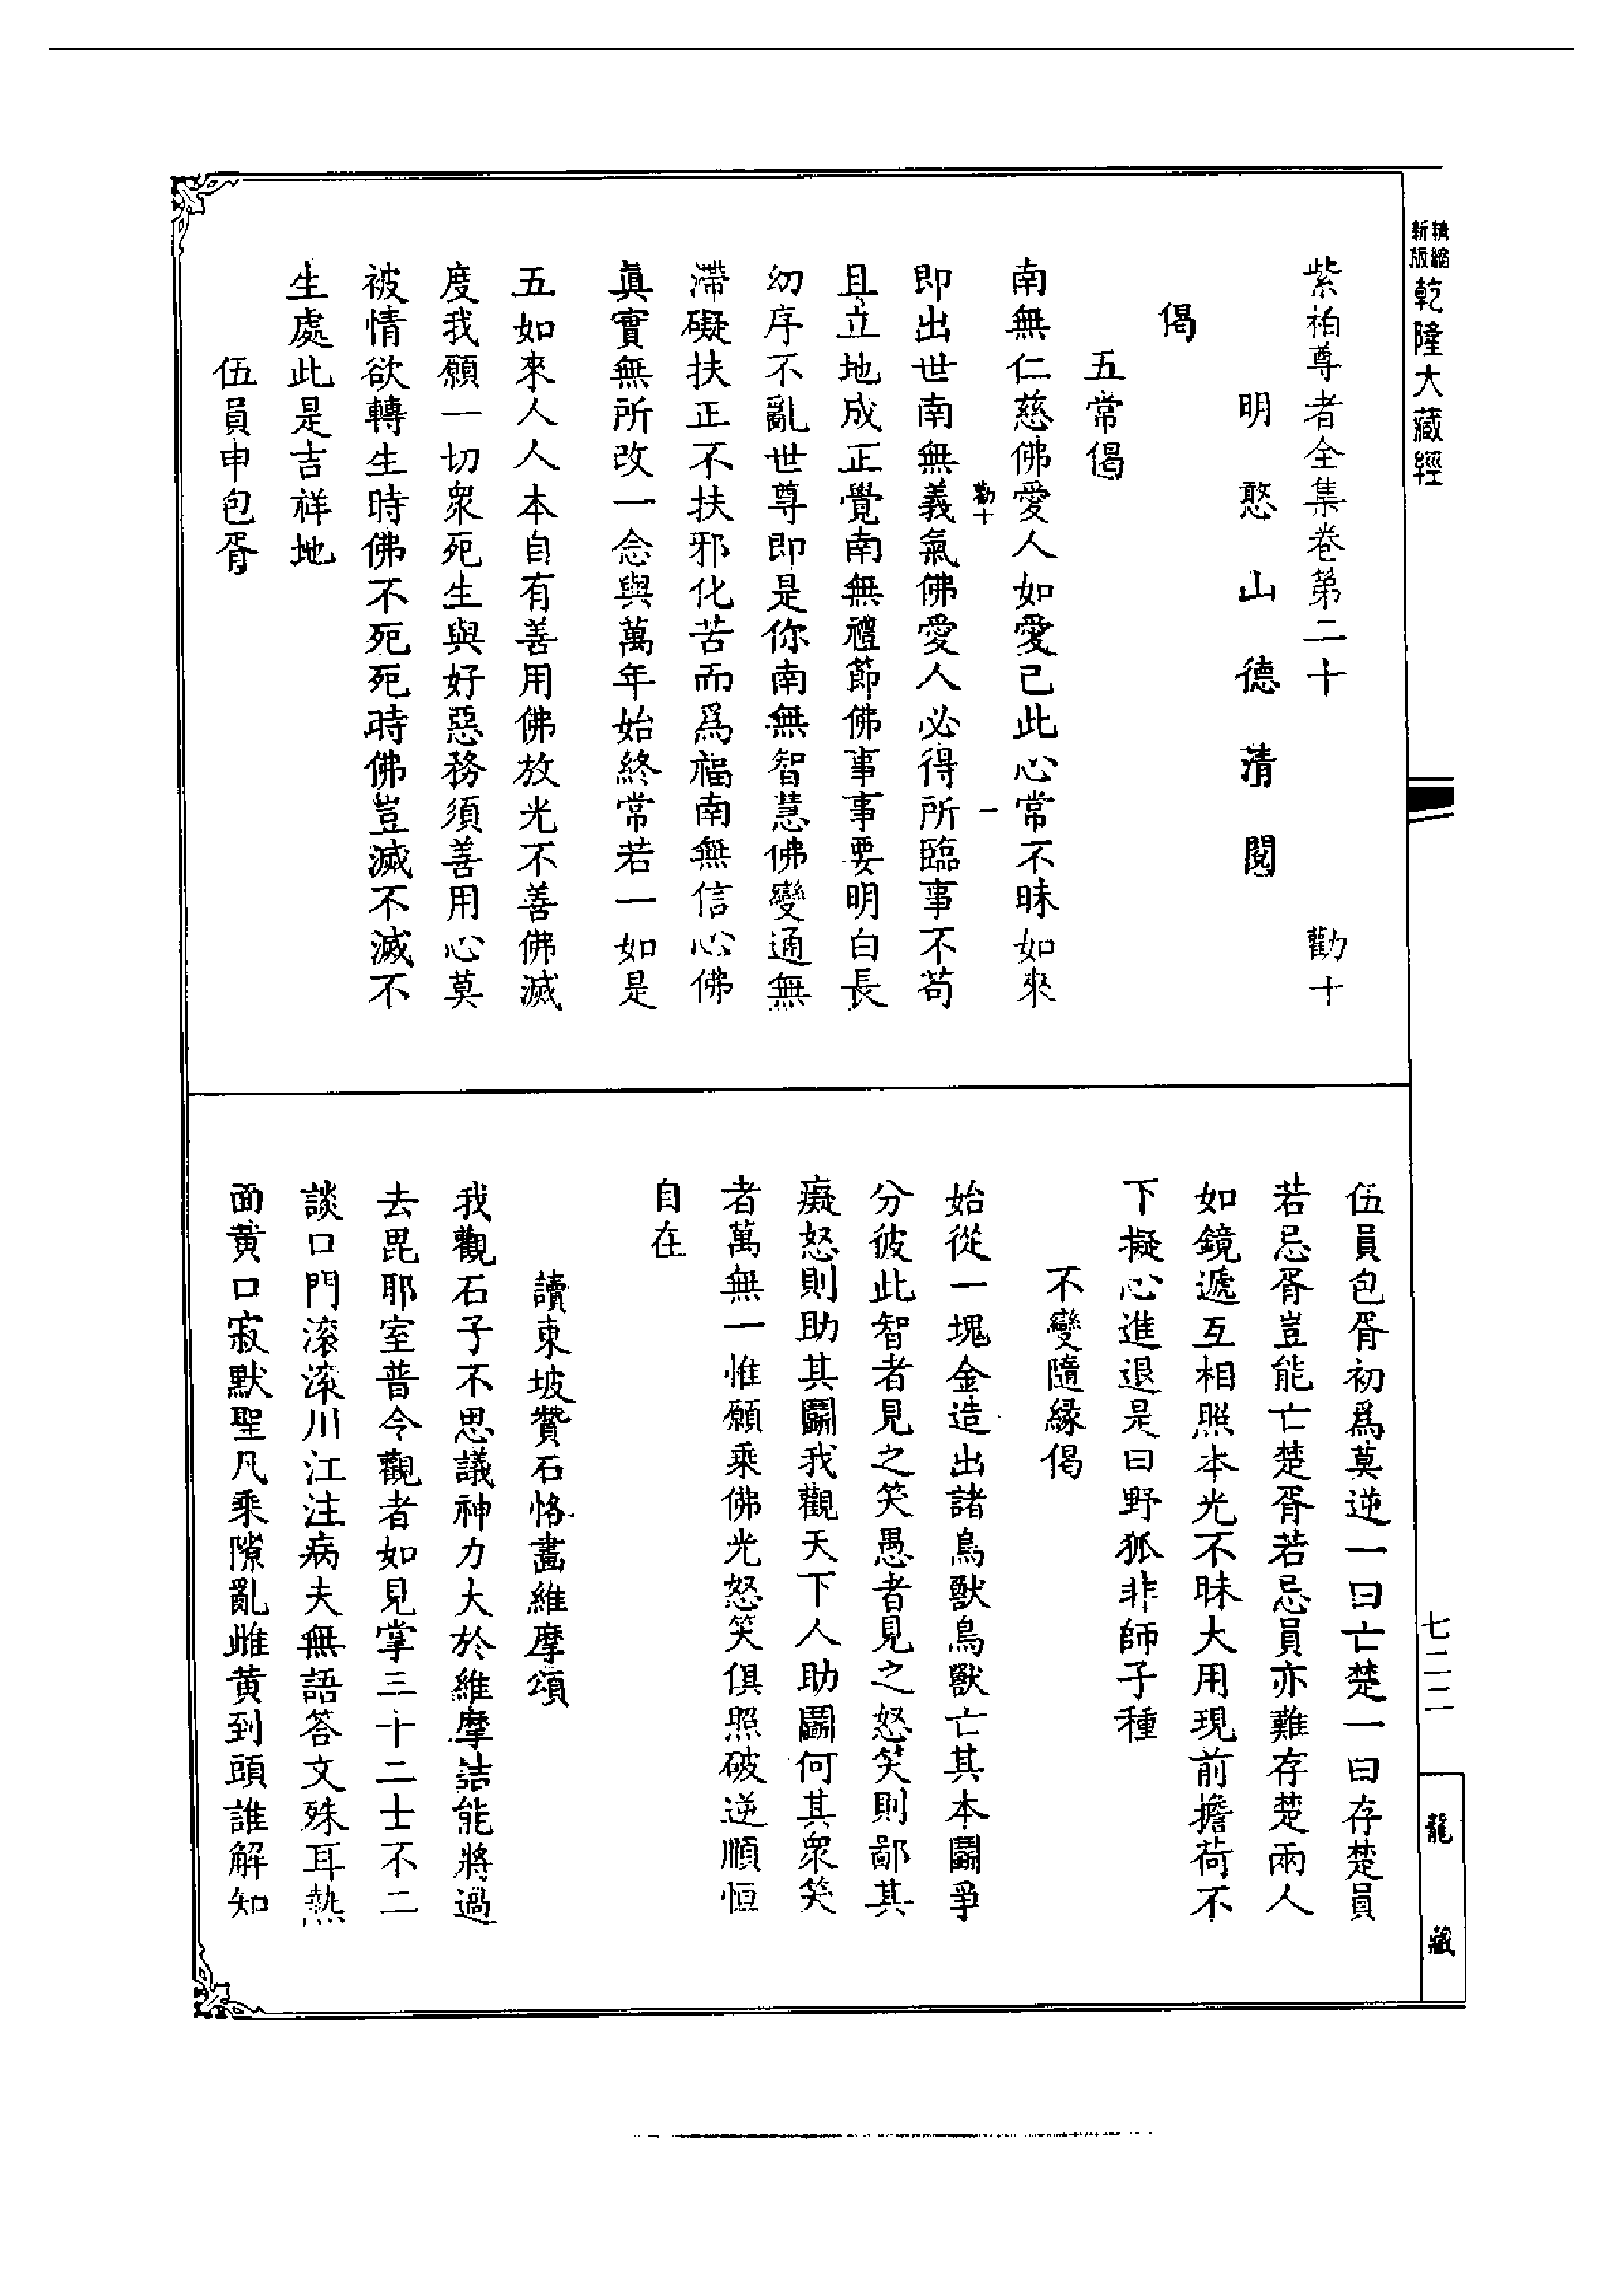 精縮
新版
乾隆大藏經
紫柏尊者全集卷第二十 勸十
明憨山德清閱
偈
五常偈
南無仁慈佛愛人如愛己此心常不昧如來
勸十 一
即出世南無義氣佛愛人必得所臨事不苟
且立地成正覺南無禮節佛事事要明白長
幼序不亂世尊即是你南無智慧佛變通無
滯礙扶正不扶邪化苦而爲福南無信心佛
眞實無所改一念與萬年始終常若一如是
五如來人人本自有善用佛放光不善佛滅
度我願一切衆死生與好惡務須善用心莫
被情欲轉生時佛不死死時佛豈滅不滅不
生處此是吉祥地
伍員申包胥
伍員包胥初爲莫逆一曰亡楚一曰存楚員
若忌胥豈能亡楚胥若忌員亦難存楚兩人
如鏡遞互相照本光不昧大用現前擔荷不
下擬心進退是曰野狐非師子種
不變隨緣偈
始從一塊金造出諸鳥獸鳥獸亡其本鬭爭
分彼此智者見之笑愚者見之怒笑則鄙其
癡怒則助其鬭我觀天下人助鬭何其衆笑
者萬無一惟願乘佛光怒笑俱照破逆順恒
自在
讀東坡贊石恪畫維摩頌
我觀石子不思議神力大於維摩詰能將過
去毘耶室普令觀者如見掌三十二士不二
談口門滾滾川江注病夫無語答文殊耳熱
面黄口寂默聖凡乘隙亂雌黄到頭誰解知
七二二
龍藏